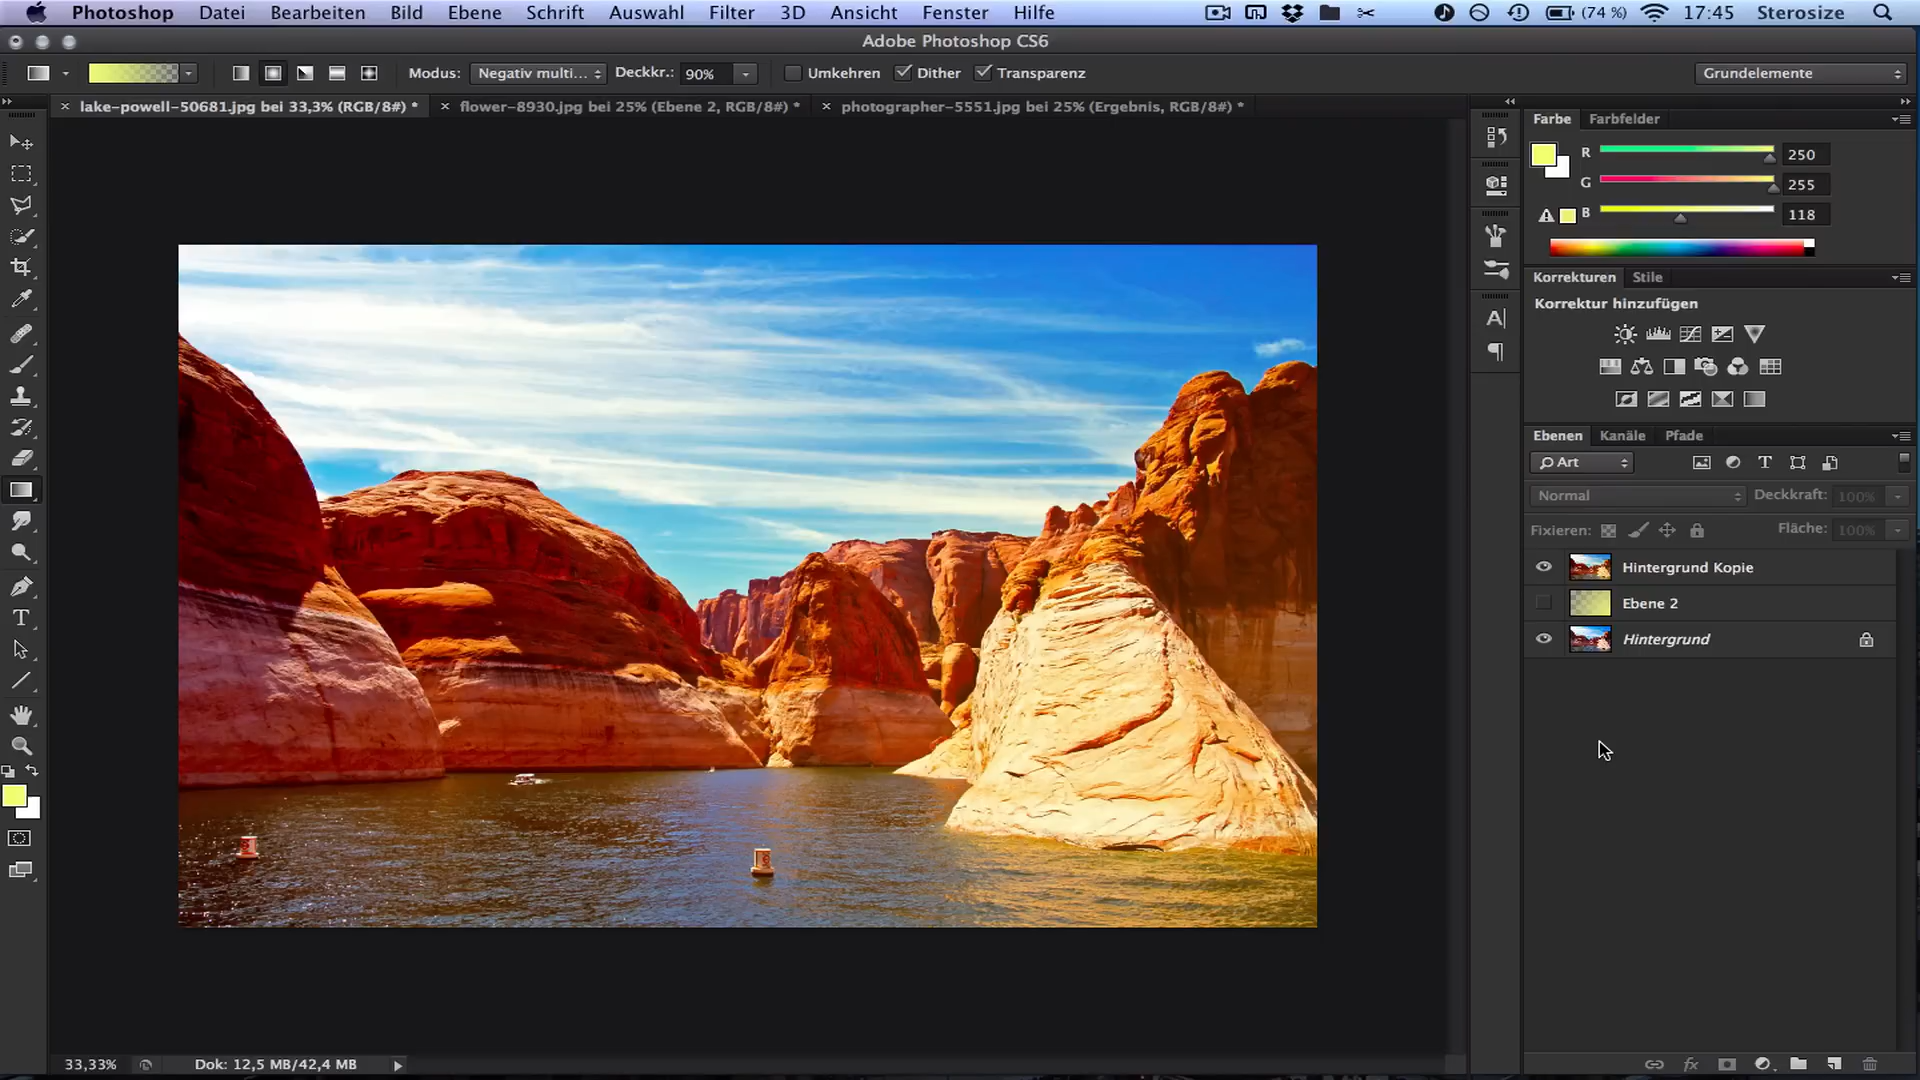 Photoshop Datei Bearbeiten Bild Ebene Schrift Auswahl Filter 3D Ansicht Fenster Hilfe (74 %) 17:45 Sterosize
Adobe Photoshop CS6
Modus: Negativ multi... Deckkr.: 90% Umkehren Dither Transparenz Grundelemente
lake-powell-50681.jpg bei 33,3% (RGB/8#) * flower-8930.jpg bei 25% (Ebene 2, RGB/8#) * photographer-5551.jpg bei 25% (Ergebnis, RGB/8#) *
Farbe Farbfelder
R 250
G 255
B 118
Korrekturen Stile
Korrektur hinzufügen
Ebenen Kanäle Pfade
Art
Normal Deckkraft: 100%
Fixieren: Fläche: 100%
Hintergrund Kopie
Ebene 2
Hintergrund
33,33% Dok: 12,5 MB/42,4 MB